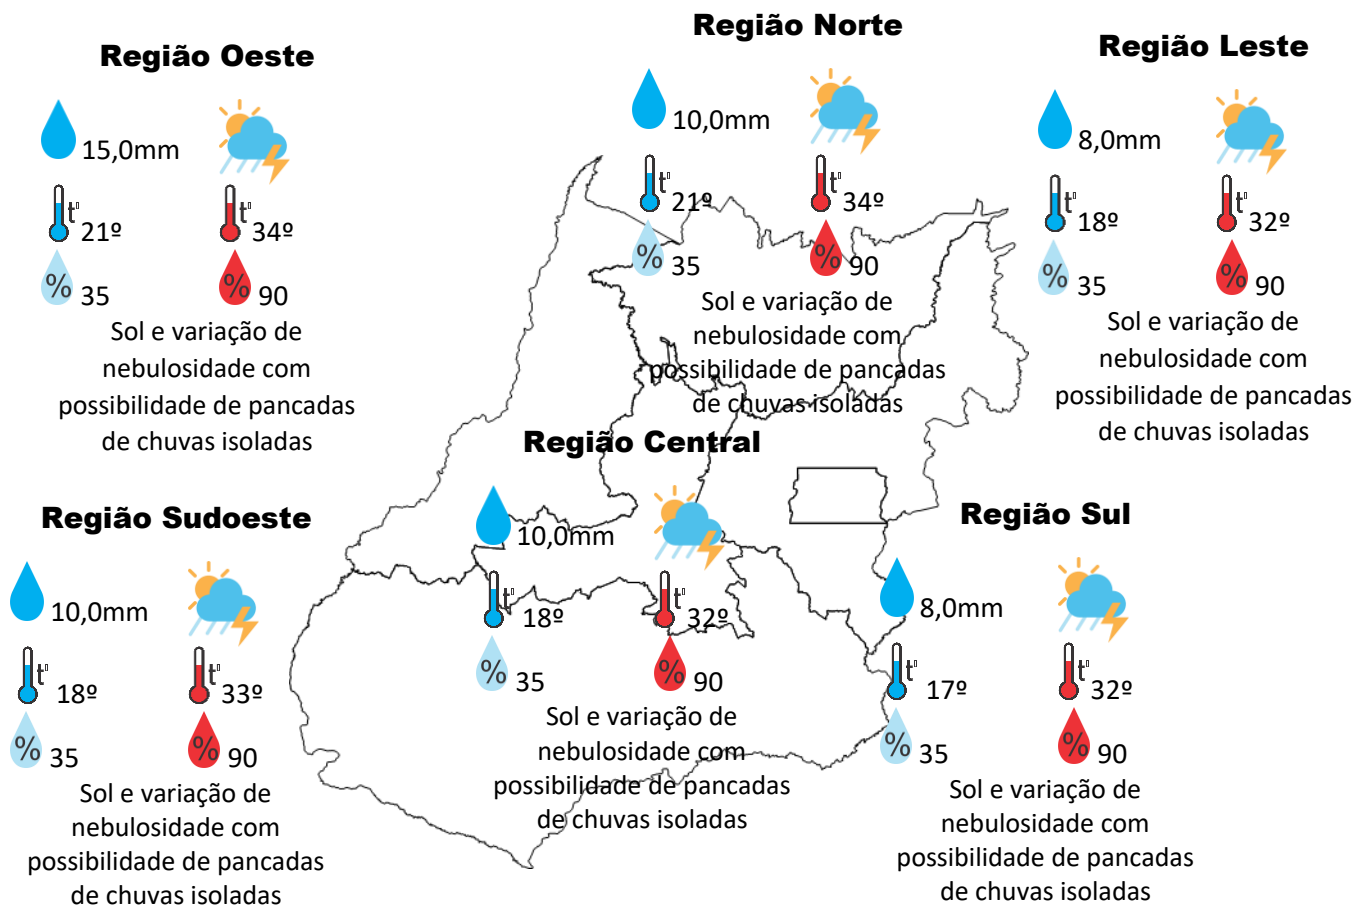 Região Oeste
15,0mm
t°
21º
t°
34º
%
35
%
90
Sol e variação de
nebulosidade com
possibilidade de pancadas
de chuvas isoladas
Região Norte
10,0mm
t°
21º
t°
34º
%
35
%
90
Sol e variação de
nebulosidade com
possibilidade de pancadas
de chuvas isoladas
Região Leste
8,0mm
t°
18º
t°
32º
%
35
%
90
Sol e variação de
nebulosidade com
possibilidade de pancadas
de chuvas isoladas
Região Sudoeste
10,0mm
t°
18º
t°
33º
%
35
%
90
Sol e variação de
nebulosidade com
possibilidade de pancadas
de chuvas isoladas
Região Central
10,0mm
t°
18º
t°
32º
%
35
%
90
Sol e variação de
nebulosidade com
possibilidade de pancadas
de chuvas isoladas
Região Sul
8,0mm
t°
17º
t°
32º
%
35
%
90
Sol e variação de
nebulosidade com
possibilidade de pancadas
de chuvas isoladas